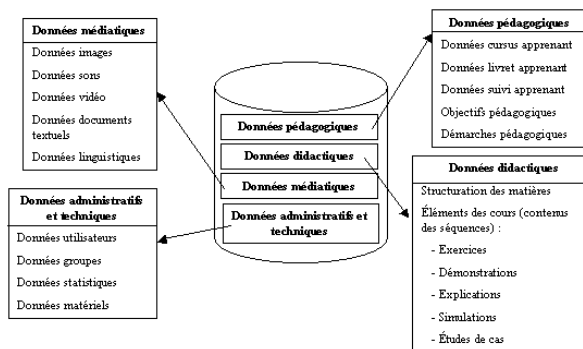 Données médiatiques
Données images
Données sons
Données vidéo
Données documents
textuels
Données linguistiques
Données administratifs
et techniques
Données utilisateurs
Données groupes
Données statistiques
Données matériels
Données pédagogiques
Données didactiques
Données médiatiques
Données administratifs et
techniques
Données pédagogiques
Données cursus apprenant
Données livret apprenant
Données suivi apprenant
Objectifs pédagogiques
Démarches pédagogiques
Données didactiques
Structuration des matières
Éléments des cours (contenus
des séquences) :
- Exercices
- Démonstrations
- Explications
- Simulations
- Études de cas